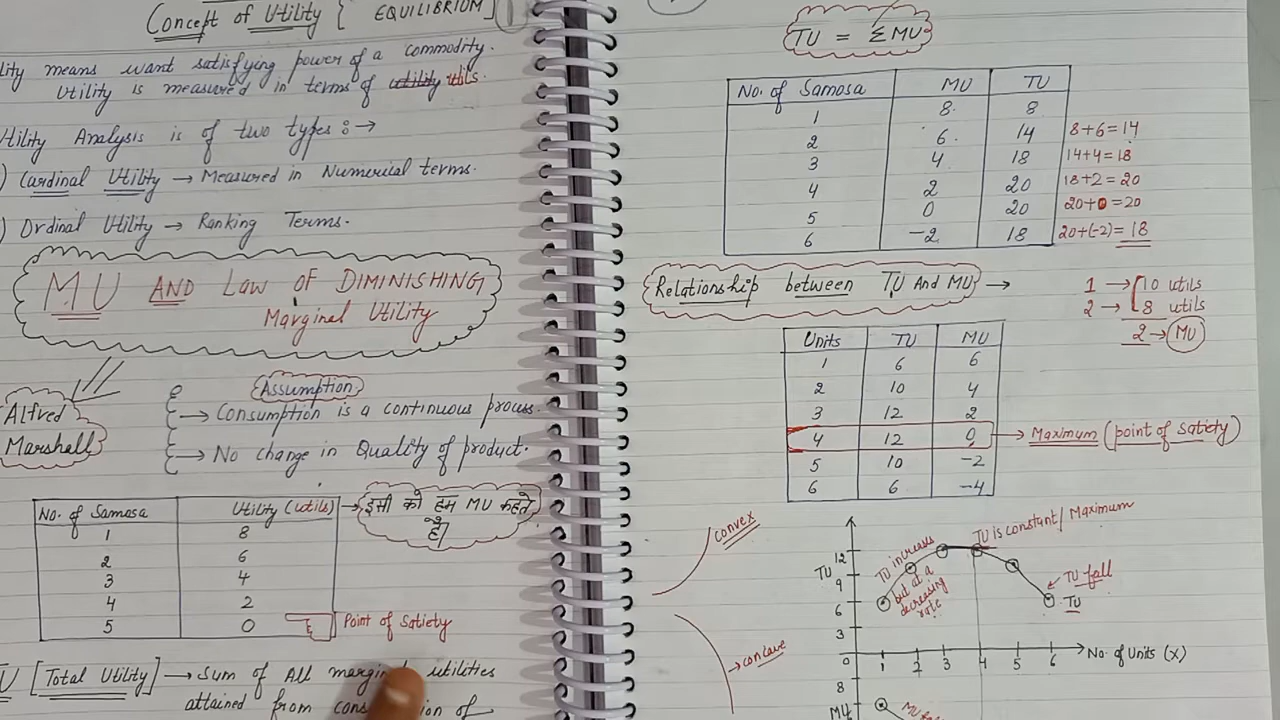 Concept of Utility { EQUILIBRIUM]
lity means want satisfying power of a commodity.
Utility is measured in terms of utility utils.
Utility Analysis is of two types :→
) Cardinal Utility → Measured in Numerical terms.
) Ordinal Utility → Ranking Terms.
MU AND Law OF DIMINISHING
Marginal Utility
Alfred
Marshall
Assumption
→ Consumption is a continuous process.
→ No change in Quality of product.
No. of Samosa Utility (utils) → इसी को हम MU कहते
है।
1 8
2 6
3 4
4 2
5 0 Point of Satiety
U [Total Utility] → Sum of All marginal utilities
attained from
of
TU = ΣMU
No. of Samosa MU TU
1 8 8
2 6 14 8+6=14
3 4 18 14+4=18
4 2 20 18+2=20
5 0 20 20+0=20
6 -2 18 20+(-2)=18
Relationship between TU And MU →
1 → 10 utils
2 → 8 utils
2 → MU
Units TU MU
1 6 6
2 10 4
3 12 2
4 12 0 → Maximum (point of Satiety)
5 10 -2
6 6 -4
convex
→ concave
TU is constant/Maximum
TU increases
but at a
decreasing
rate
TU fall
TU
TU
12
9
6
3
0
1 2 3 4 5 6 → No. of Units (X)
8
MU
MU